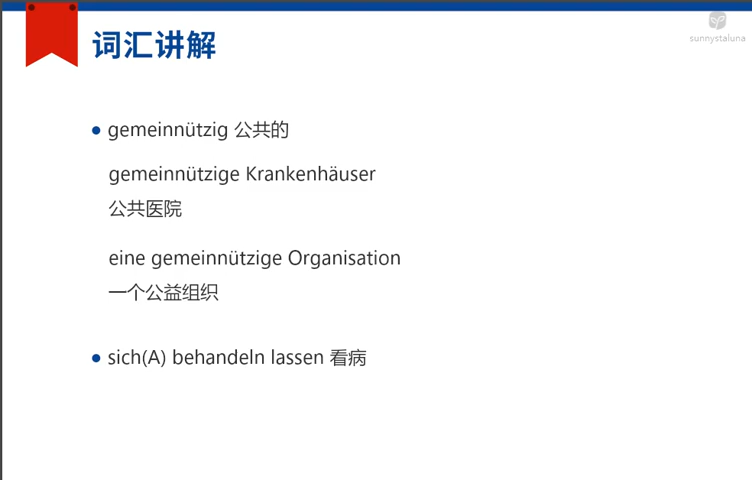 词汇讲解
sunnystaluna
gemeinnützig 公共的
gemeinnützige Krankenhäuser
公共医院
eine gemeinnützige Organisation
一个公益组织
sich(A) behandeln lassen 看病